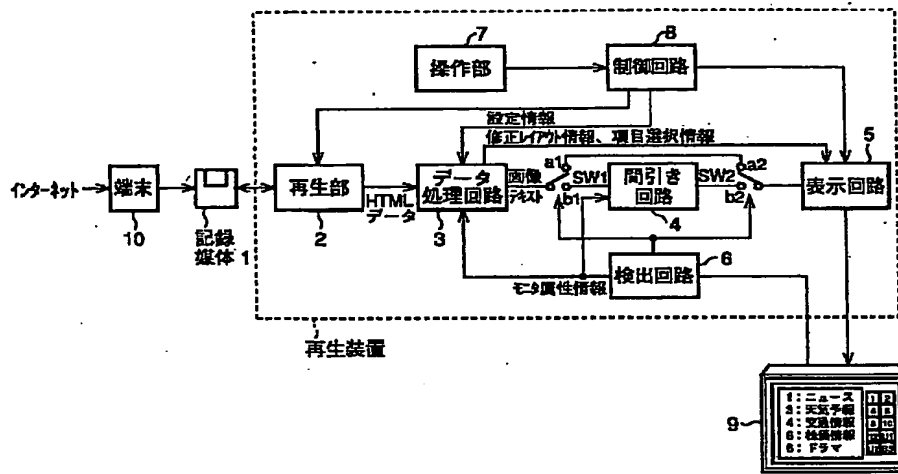 7
操作部
8
制御回路
設定情報
修正レイアウト情報、項目選択情報
5
表示回路
インターネット
端末
10
記録
媒体 1
再生部
2
HTML
データ
データ
処理回路
3
画像
テキスト
a1
SW1
b1
間引き
回路
4
a2
SW2
b2
6
検出回路
モニタ属性情報
再生装置
9
1:ニュース
3:天気予報
4:交通情報
6:株価情報
6:ドラマ
1 2